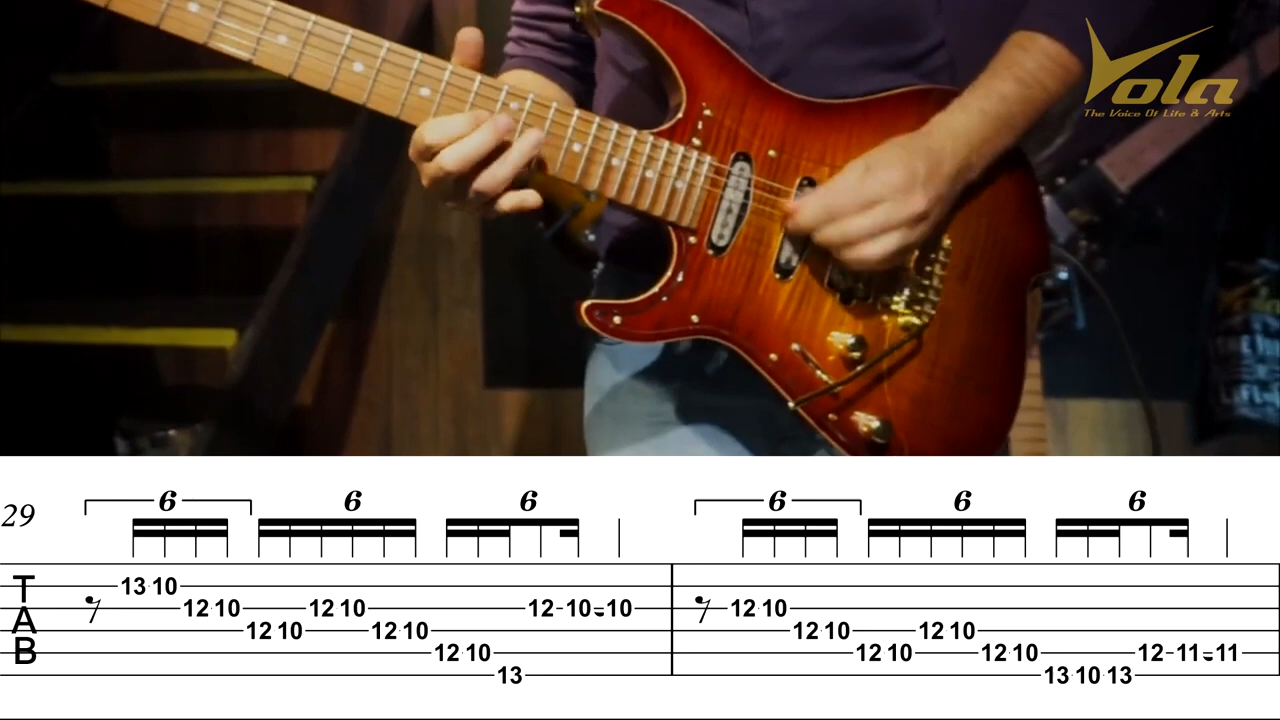 Vola
The Voice Of Life & Arts
6 6 6 6 6 6
29
T 13 10
A 12 10 12 10 12 10 10 12 10
12 10 12 10 12 10 12 10
B 12 10 12 10 12 10 12 11 11
13 13 10 13